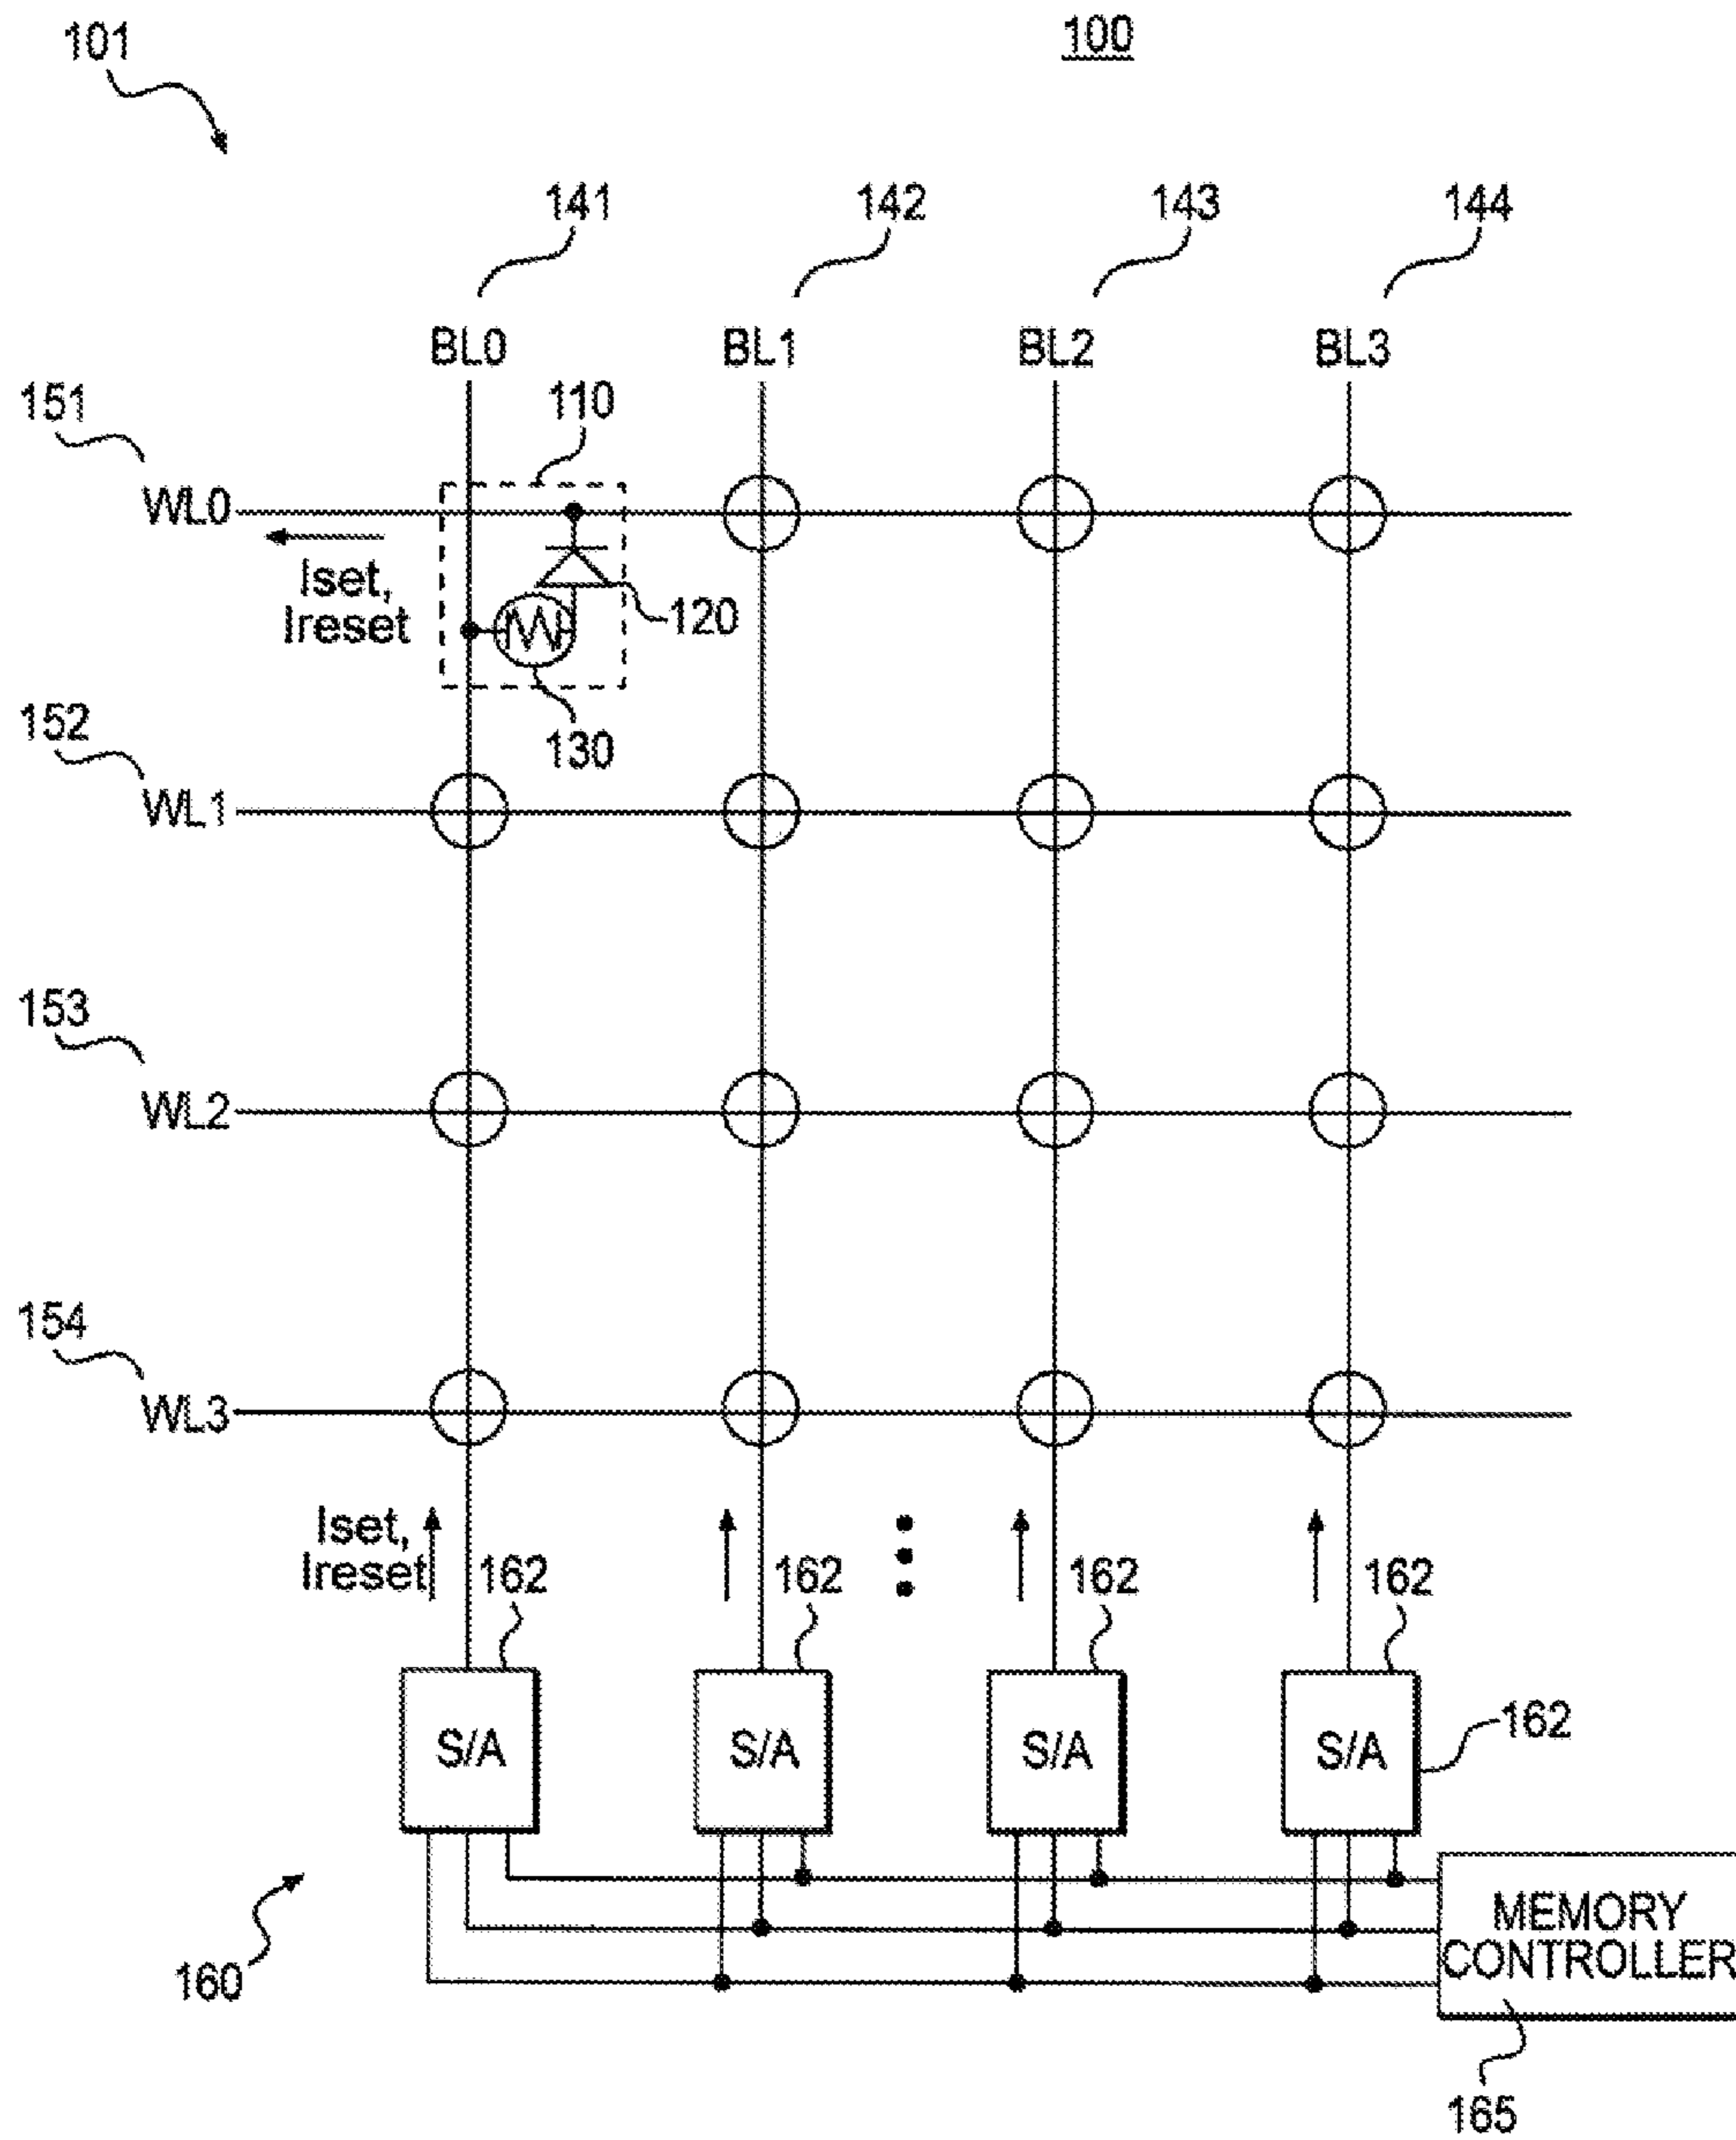 101
100
141
142
143
144
BL0
BL1
BL2
BL3
151
110
WL0
Iset,
Ireset
120
130
152
WL1
153
WL2
154
WL3
Iset,
Ireset
162
162
162
162
S/A
S/A
S/A
S/A
162
MEMORY
CONTROLLER
160
165